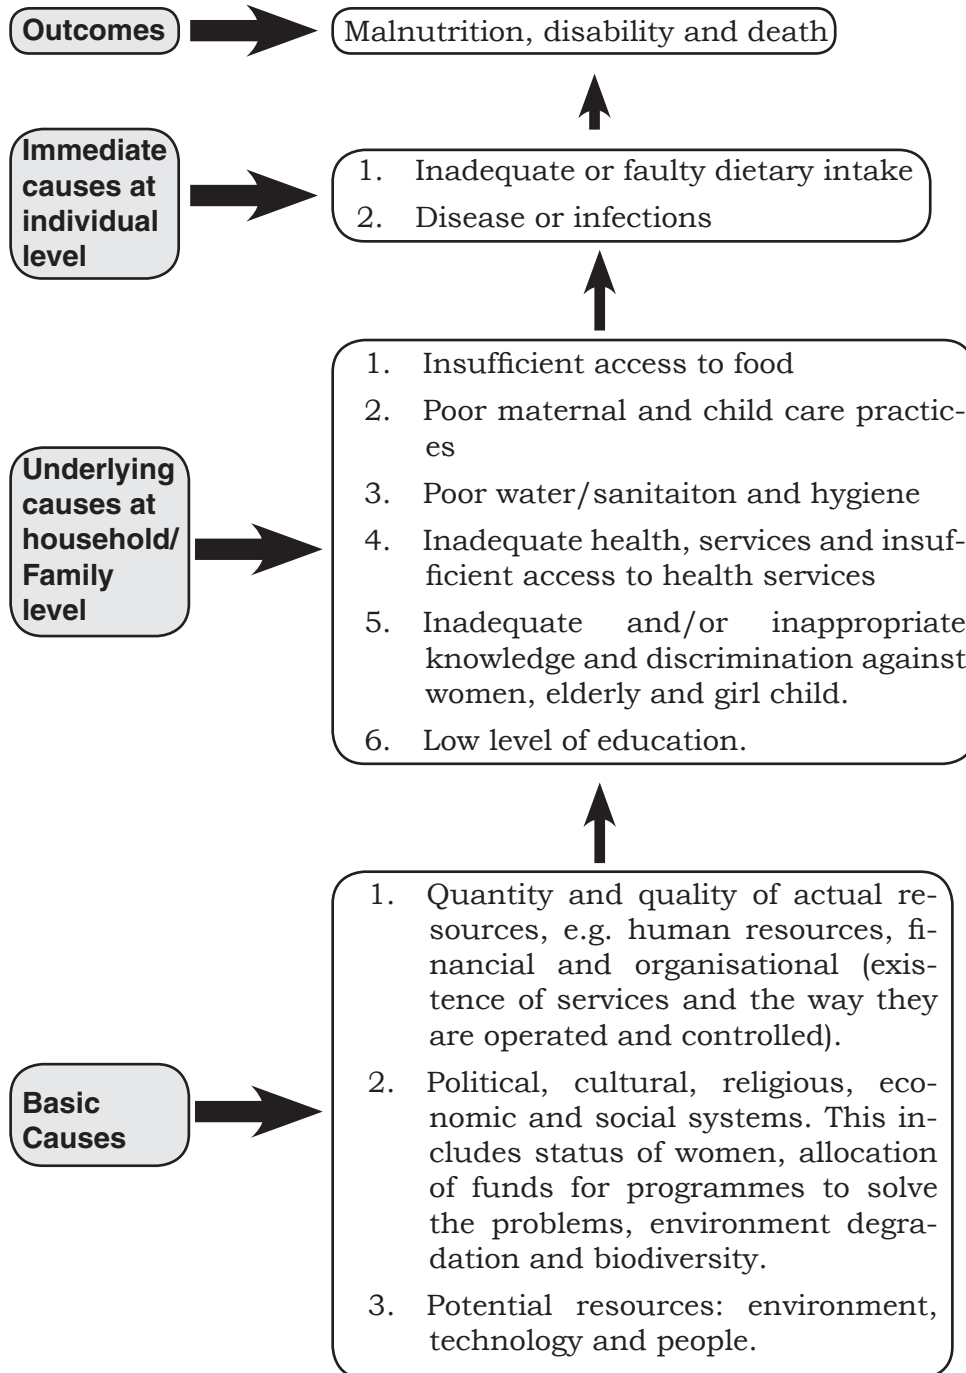 Outcomes
Malnutrition, disability and death
Immediate
causes at
individual
level
1. Inadequate or faulty dietary intake
2. Disease or infections
Underlying
causes at
household/
Family
level
1. Insufficient access to food
2. Poor maternal and child care practic-
es
3. Poor water/sanitaiton and hygiene
4. Inadequate health, services and insuf-
ficient access to health services
5. Inadequate and/or inappropriate
knowledge and discrimination against
women, elderly and girl child.
6. Low level of education.
Basic
Causes
1. Quantity and quality of actual re-
sources, e.g. human resources, fi-
nancial and organisational (exis-
tence of services and the way they
are operated and controlled).
2. Political, cultural, religious, eco-
nomic and social systems. This in-
cludes status of women, allocation
of funds for programmes to solve
the problems, environment degra-
dation and biodiversity.
3. Potential resources: environment,
technology and people.